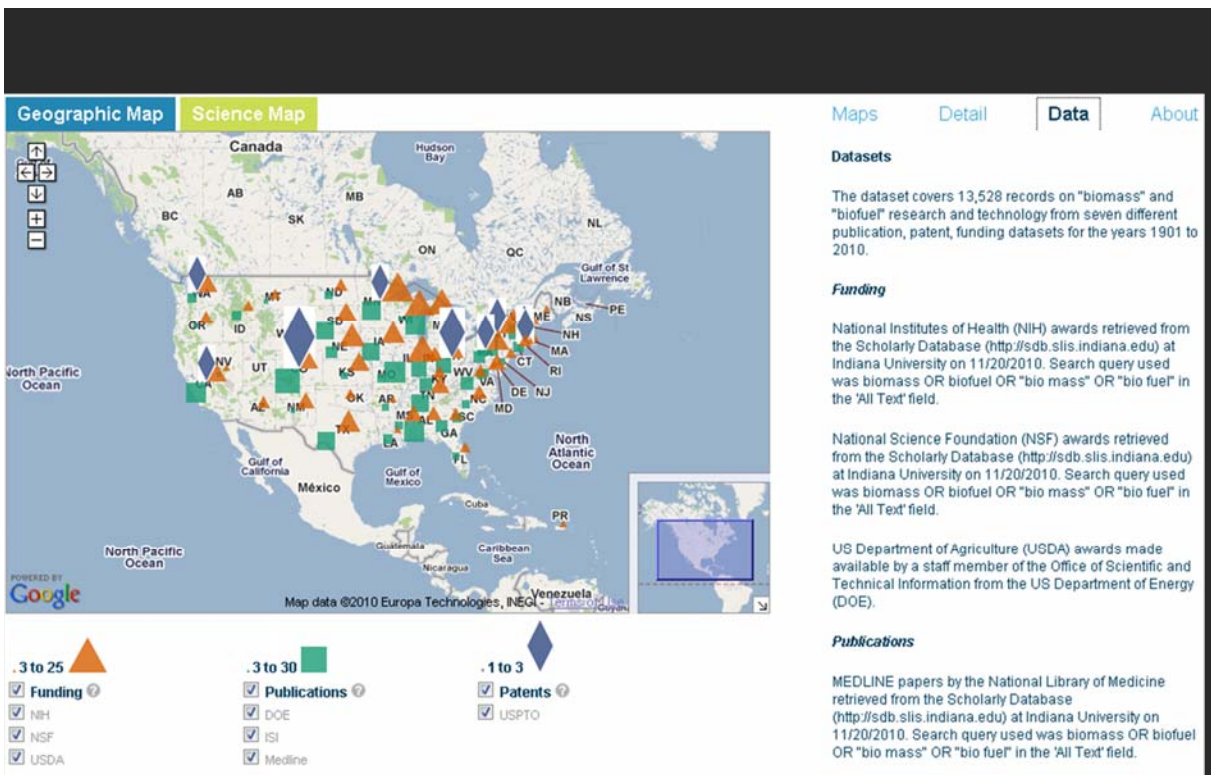 Geographic Map Science Map
Maps Detail Data About
Canada
Hudson
Bay
AB
MB
BC
SK
NL
ON
QC
Gulf of St
Lawrence
NB
PE
ME
NS
NH
MA
RI
CT
NJ
DE
MD
MT
ND
OR
ID
SD
NE
IA
NV
UT
KS
MO
WV
VA
OK
AR
TN
NC
SC
AZ
NM
MS
AL
GA
TX
LA
FL
CA
North Pacific
Ocean
Gulf of
California
México
Gulf of
Mexico
North
Atlantic
Ocean
Cuba
PR
Guatemala
Caribbean
Sea
Nicaragua
Venezuela
North Pacific
Ocean
POWERED BY
Google
Map data ©2010 Europa Technologies, INEGI - Terms of Use
. 3 to 25
Funding ?
NIH
NSF
USDA
. 3 to 30
Publications ?
DOE
ISI
Medline
. 1 to 3
Patents ?
USPTO
Datasets
The dataset covers 13,528 records on "biomass" and
"biofuel" research and technology from seven different
publication, patent, funding datasets for the years 1901 to
2010.
Funding
National Institutes of Health (NIH) awards retrieved from
the Scholarly Database (http://sdb.slis.indiana.edu) at
Indiana University on 11/20/2010. Search query used
was biomass OR biofuel OR "bio mass" OR "bio fuel" in
the 'All Text' field.
National Science Foundation (NSF) awards retrieved
from the Scholarly Database (http://sdb.slis.indiana.edu)
at Indiana University on 11/20/2010. Search query used
was biomass OR biofuel OR "bio mass" OR "bio fuel" in
the 'All Text' field.
US Department of Agriculture (USDA) awards made
available by a staff member of the Office of Scientific and
Technical Information from the US Department of Energy
(DOE).
Publications
MEDLINE papers by the National Library of Medicine
retrieved from the Scholarly Database
(http://sdb.slis.indiana.edu) at Indiana University on
11/20/2010. Search query used was biomass OR biofuel
OR "bio mass" OR "bio fuel" in the 'All Text' field.